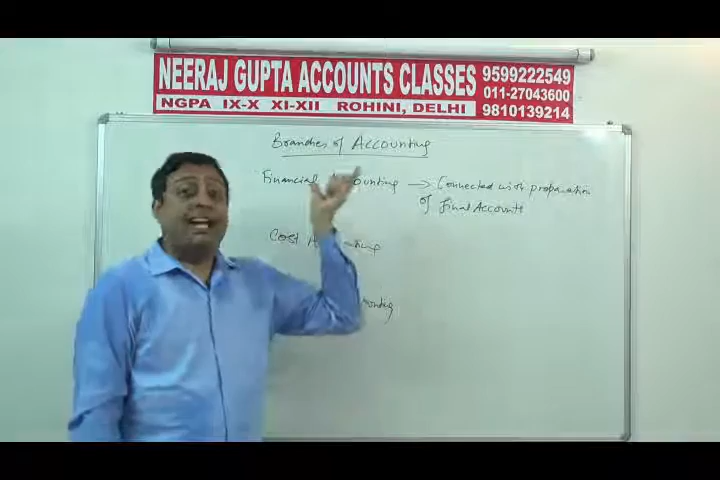 NEERAJ GUPTA ACCOUNTS CLASSES
NGPA IX-X XI-XII ROHINI, DELHI
9599222549
011-27043600
9810139214
Branches of Accounting
Financial Accounting → Connected with preparation
of final Accounts
Cost